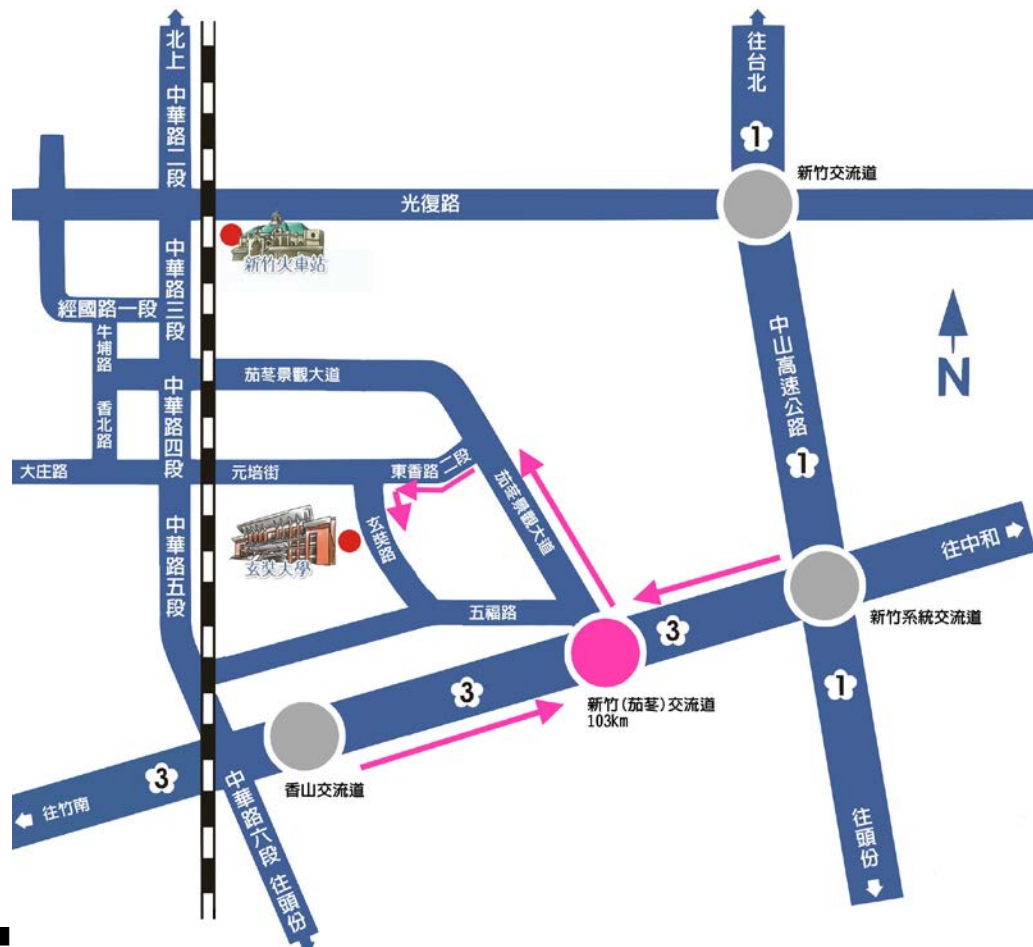 北上
中華路二段
往台北
1
新竹交流道
光復路
新竹火車站
中華路三段
經國路一段
牛埔路
茄苳景觀大道
中山高速公路
N
香北路
中華路四段
1
大庄路
元培街
東香路二段
茄苳景觀大道
玄奘路
玄奘大學
中華路五段
往中和
五福路
3
新竹系統交流道
1
3
新竹(茄苳)交流道
103km
3
香山交流道
往竹南
中華路六段
往頭份
往頭份